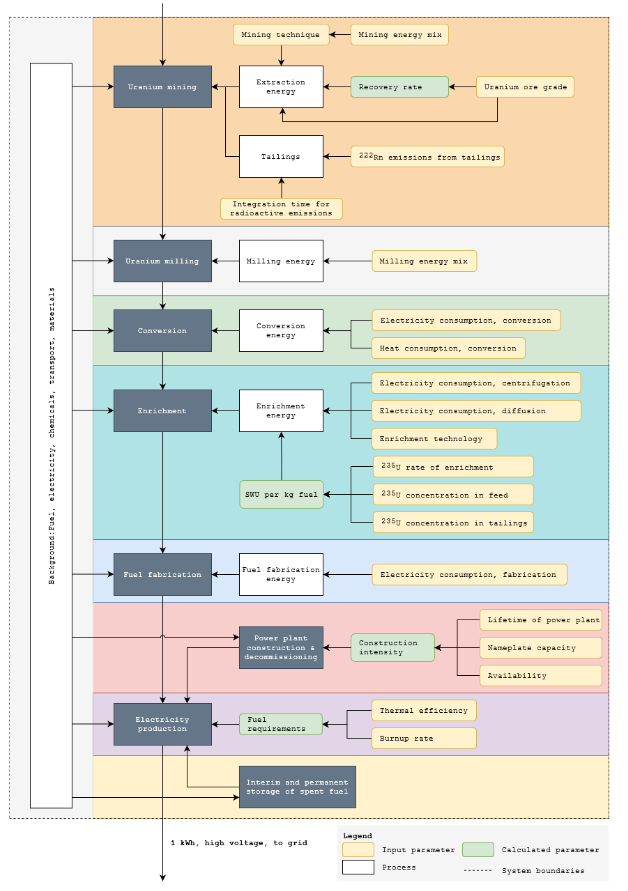 Mining technique
Mining energy mix
Uranium mining
Extraction
energy
Recovery rate
Uranium ore grade
Tailings
222Rn emissions from tailings
Integration time for
radioactive emissions
Uranium milling
Milling energy
Milling energy mix
Background:Fuel, electricity, chemicals, transport, materials
Conversion
Conversion
energy
Electricity consumption, conversion
Heat consumption, conversion
Enrichment
Enrichment
energy
Electricity consumption, centrifugation
Electricity consumption, diffusion
Enrichment technology
SWU per kg fuel
235U rate of enrichment
235U concentration in feed
235U concentration in tailings
Fuel fabrication
Fuel fabrication
energy
Electricity consumption, fabrication
Power plant
construction &
decommissioning
Construction
intensity
Lifetime of power plant
Nameplate capacity
Availability
Electricity
production
Fuel
requirements
Thermal efficiency
Burnup rate
Interim and permanent
storage of spent fuel
1 kWh, high voltage, to grid
Legend
Input parameter
Calculated parameter
Process
System boundaries